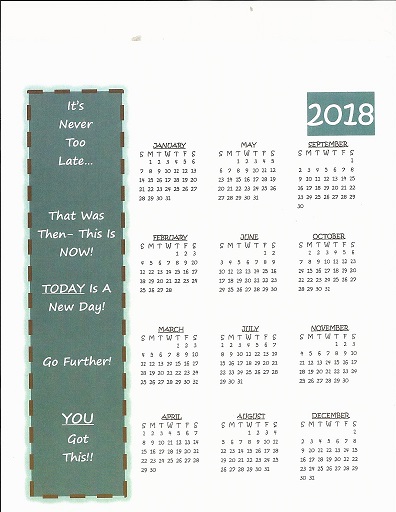 It's
Never
Too
Late...
That Was
Then– This Is
NOW!
TODAY Is A
New Day!
Go Further!
YOU
Got
This!!
2018
JANUARY
S M T W T F S
1 2 3 4 5 6
7 8 9 10 11 12 13
14 15 16 17 18 19 20
21 22 23 24 25 26 27
28 29 30 31
FEBRUARY
S M T W T F S
1 2 3
4 5 6 7 8 9 10
11 12 13 14 15 16 17
18 19 20 21 22 23 24
25 26 27 28
MARCH
S M T W T F S
1 2 3
4 5 6 7 8 9 10
11 12 13 14 15 16 17
18 19 20 21 22 23 24
25 26 27 28 29 30 31
APRIL
S M T W T F S
1 2 3 4 5 6 7
8 9 10 11 12 13 14
15 16 17 18 19 20 21
22 23 24 25 26 27 28
29 30
MAY
S M T W T F S
1 2 3 4 5
6 7 8 9 10 11 12
13 14 15 16 17 18 19
20 21 22 23 24 25 26
27 28 29 30 31
JUNE
S M T W T F S
1 2
3 4 5 6 7 8 9
10 11 12 13 14 15 16
17 18 19 20 21 22 23
24 25 26 27 28 29 30
JULY
S M T W T F S
1 2 3 4 5 6 7
8 9 10 11 12 13 14
15 16 17 18 19 20 21
22 23 24 25 26 27 28
29 30 31
AUGUST
S M T W T F S
1 2 3 4
5 6 7 8 9 10 11
12 13 14 15 16 17 18
19 20 21 22 23 24 25
26 27 28 29 30 31
SEPTEMBER
S M T W T F S
1
2 3 4 5 6 7 8
9 10 11 12 13 14 15
16 17 18 19 20 21 22
23 24 25 26 27 28 29
30
OCTOBER
S M T W T F S
1 2 3 4 5 6
7 8 9 10 11 12 13
14 15 16 17 18 19 20
21 22 23 24 25 26 27
28 29 30 31
NOVEMBER
S M T W T F S
1 2 3
4 5 6 7 8 9 10
11 12 13 14 15 16 17
18 19 20 21 22 23 24
25 26 27 28 29 30
DECEMBER
S M T W T F S
2 3 4 5 6 7 8
9 10 11 12 13 14 15
16 17 18 19 20 21 22
23 24 25 26 27 28 29
30 31